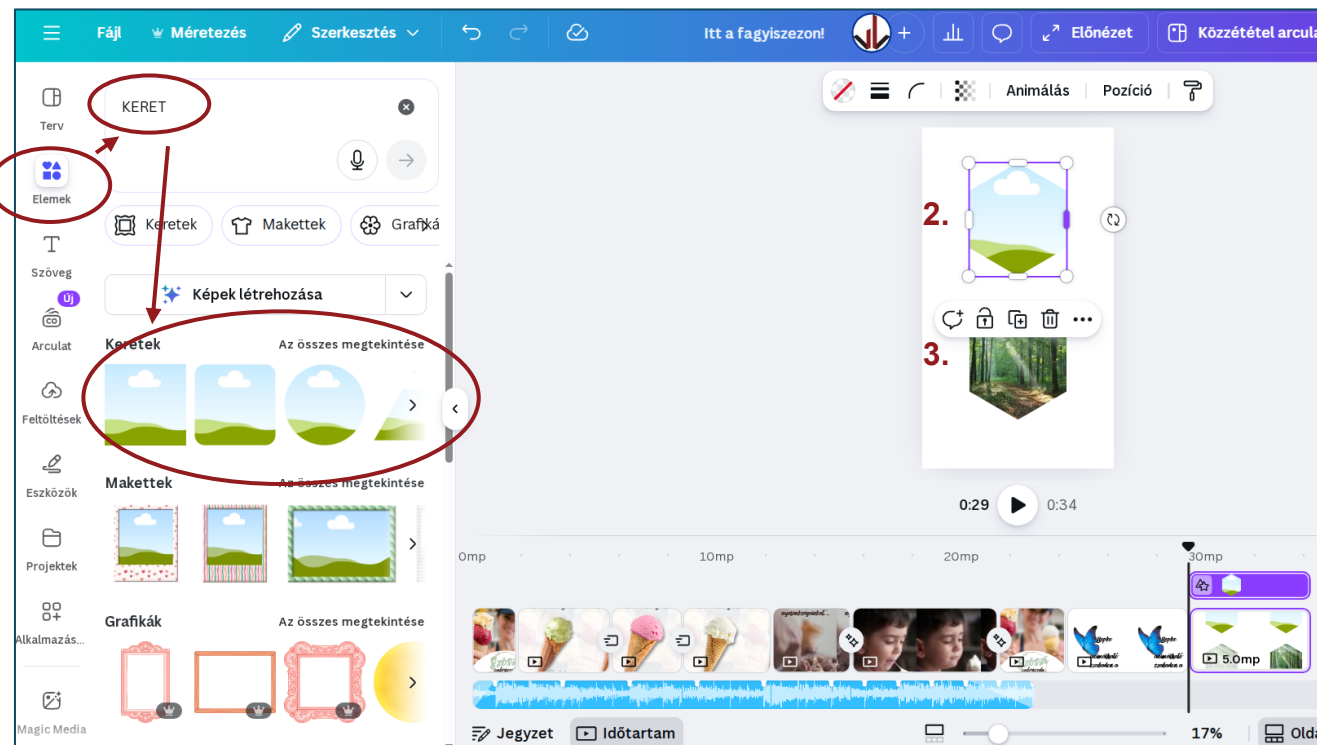 Fájl
Méretezés
Szerkesztés
Itt a fagyiszezon!
Előnézet
Közzététel arcula
Terv
Elemek
Szöveg
Új
Arculat
Feltöltések
Eszközök
Projektek
Alkalmazás...
Magic Media
KERET
Keretek
Makettek
Grafiká
Képek létrehozása
Keretek
Az összes megtekintése
Makettek
Az összes megtekintése
Grafikák
Az összes megtekintése
Animálás
Pozíció
2.
3.
0:29
0:34
0mp
10mp
20mp
30mp
5.0mp
Jegyzet
Időtartam
17%
Olda